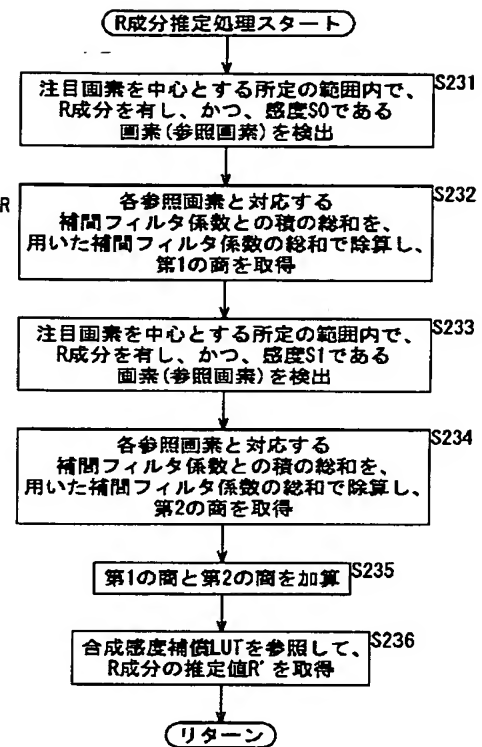 R成分推定処理スタート
S231
注目画素を中心とする所定の範囲内で、
R成分を有し、かつ、感度S0である
画素(参照画素)を検出
R
S232
各参照画素と対応する
補間フィルタ係数との積の総和を、
用いた補間フィルタ係数の総和で除算し、
第1の商を取得
S233
注目画素を中心とする所定の範囲内で、
R成分を有し、かつ、感度S1である
画素(参照画素)を検出
S234
各参照画素と対応する
補間フィルタ係数との積の総和を、
用いた補間フィルタ係数の総和で除算し、
第2の商を取得
S235
第1の商と第2の商を加算
S236
合成感度補償LUTを参照して、
R成分の推定値R'を取得
リターン